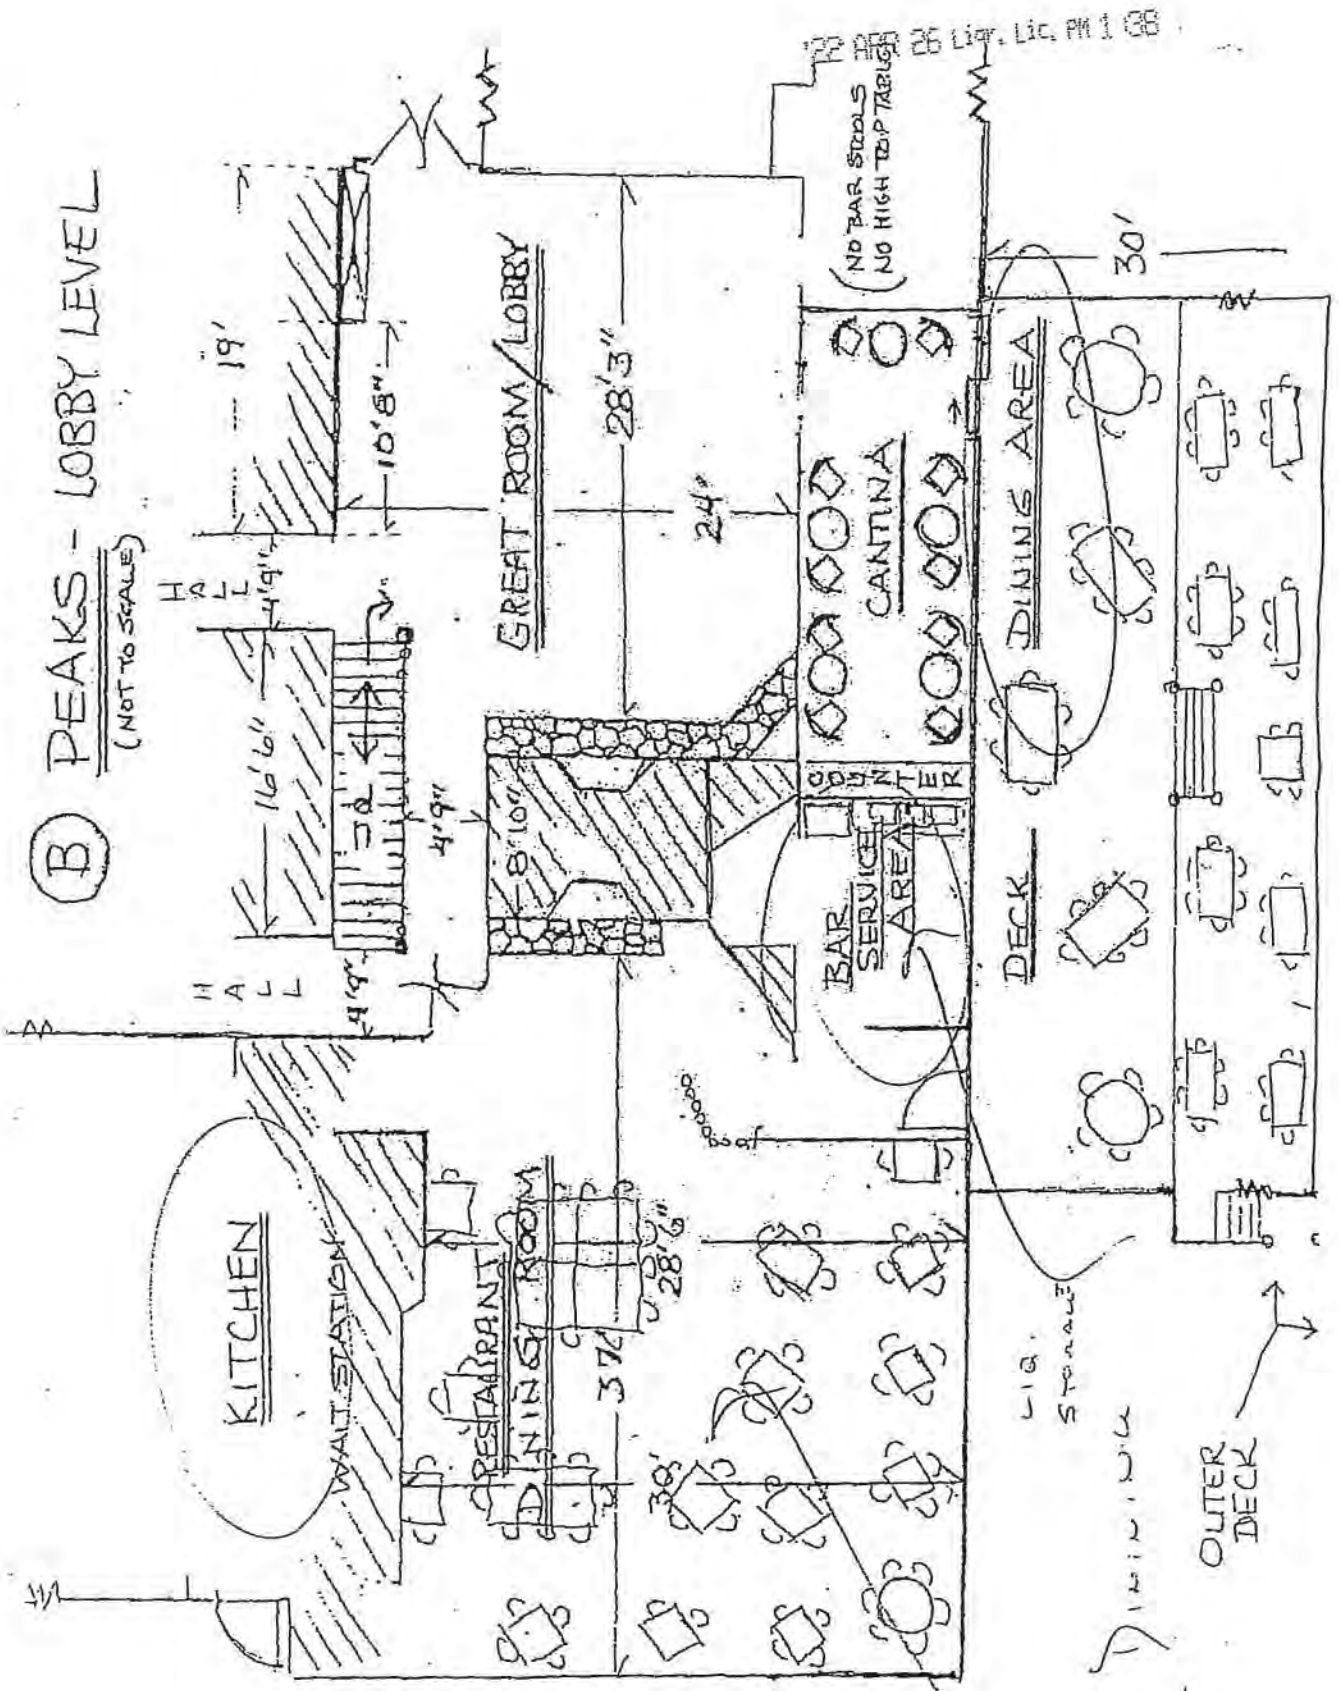 '22 APR 26 Liqr. Lic. PM 1:38
B
PEAKS - LOBBY LEVEL
(NOT TO SCALE)
19'
HALL
4'9"
16'6"
HALL
4'9"
10'8"
UP
4'9"
GREAT ROOM/LOBBY
28'3"
24'
8'10"
(NO BAR STOOLS
NO HIGH TOP TABLES
CANTINA
COUNTER
BAR
SERVICE
AREA
30'
DINING AREA
DECK
KITCHEN
WAIT STATION
RESTAURANT
DINING ROOM
28'6"
30'
LIQ.
STORAGE
OUTER
DECK